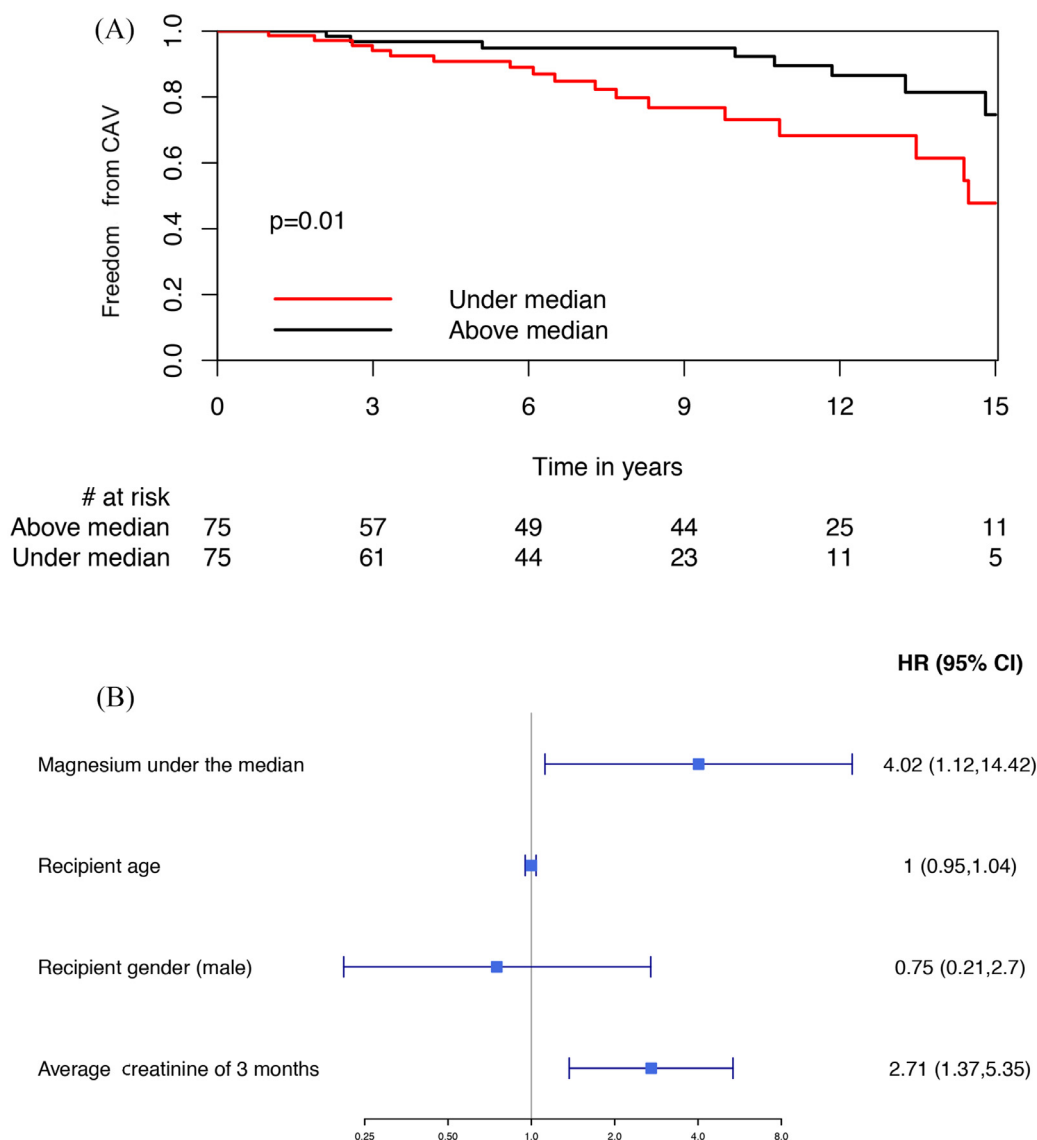 (A)
1.0
0.8
0.6
0.4
0.2
0.0
Freedom from CAV
p=0.01
Under median
Above median
0 3 6 9 12 15
Time in years
# at risk
Above median 75 57 49 44 25 11
Under median 75 61 44 23 11 5
HR (95% CI)
(B)
Magnesium under the median 4.02 (1.12,14.42)
Recipient age 1 (0.95,1.04)
Recipient gender (male) 0.75 (0.21,2.7)
Average creatinine of 3 months 2.71 (1.37,5.35)
0.25 0.50 1.0 2.0 4.0 8.0